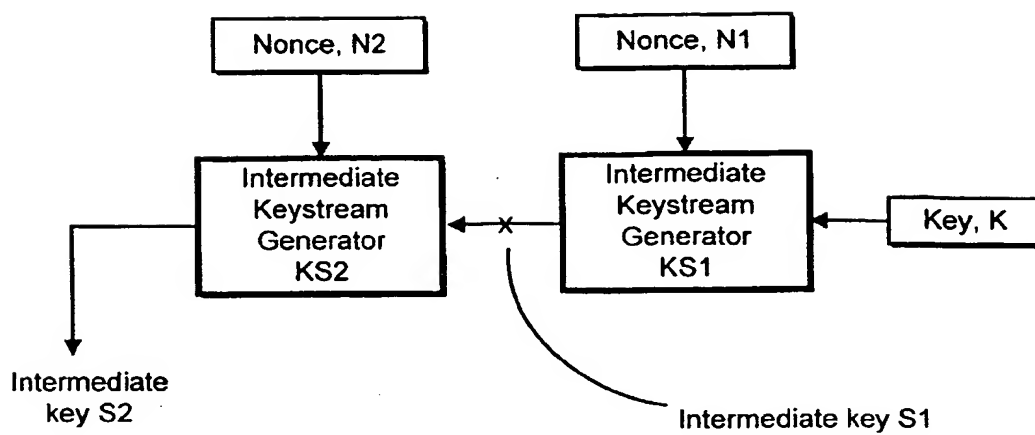 Nonce, N2
Nonce, N1
Intermediate
Keystream
Generator
KS2
x
Intermediate
Keystream
Generator
KS1
Key, K
Intermediate
key S2
Intermediate key S1